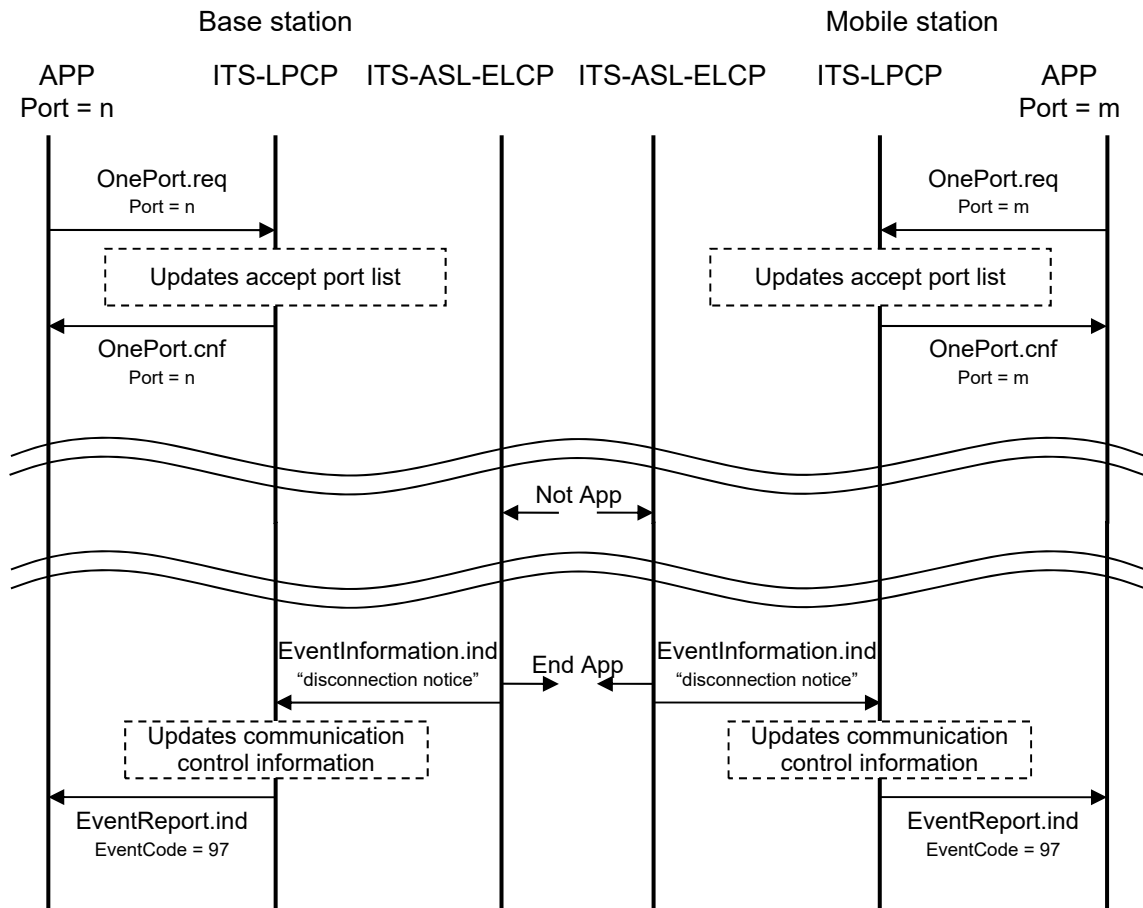 Base station
Mobile station
APP
Port = n
ITS-LPCP
ITS-ASL-ELCP
ITS-ASL-ELCP
ITS-LPCP
APP
Port = m
OnePort.req
Port = n
OnePort.req
Port = m
Updates accept port list
Updates accept port list
OnePort.cnf
Port = n
OnePort.cnf
Port = m
Not App
EventInformation.ind
“disconnection notice”
End App
EventInformation.ind
“disconnection notice”
Updates communication
control information
Updates communication
control information
EventReport.ind
EventCode = 97
EventReport.ind
EventCode = 97